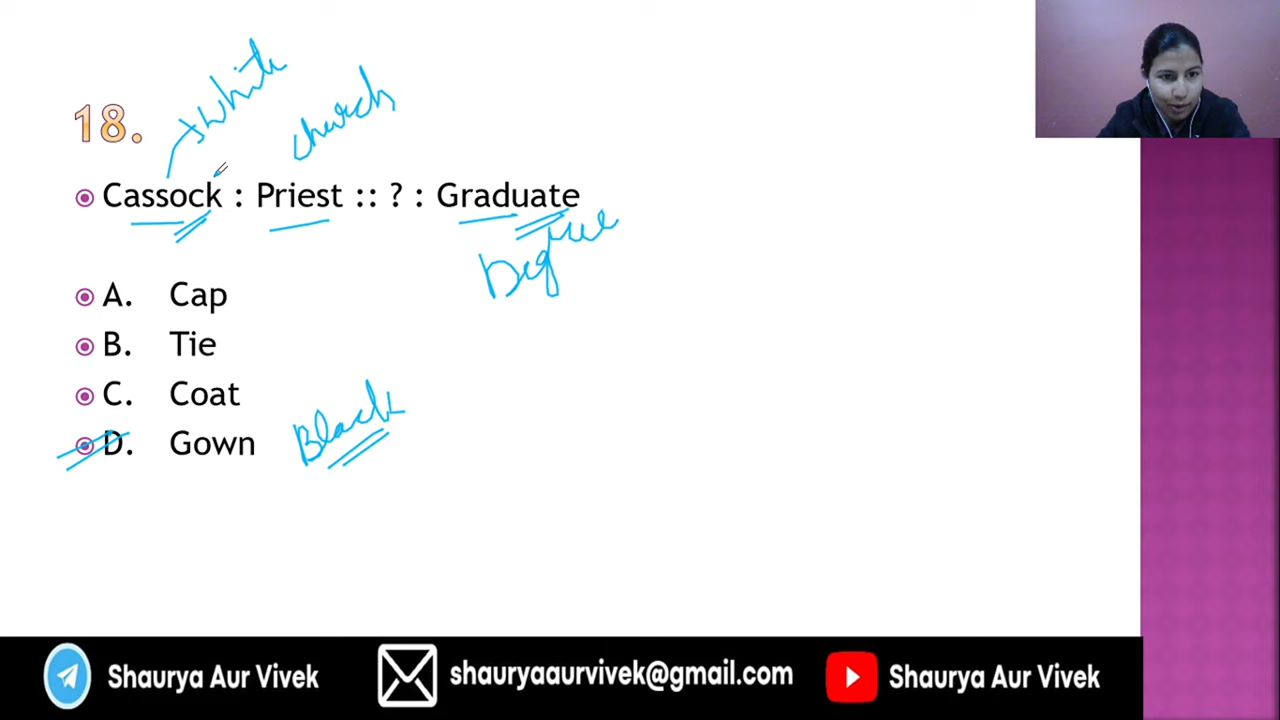 White
church
18.
Cassock : Priest :: ? : Graduate
Degree
A. Cap
B. Tie
C. Coat
D. Gown
Black
Shaurya Aur Vivek
shauryaaurvivek@gmail.com
Shaurya Aur Vivek